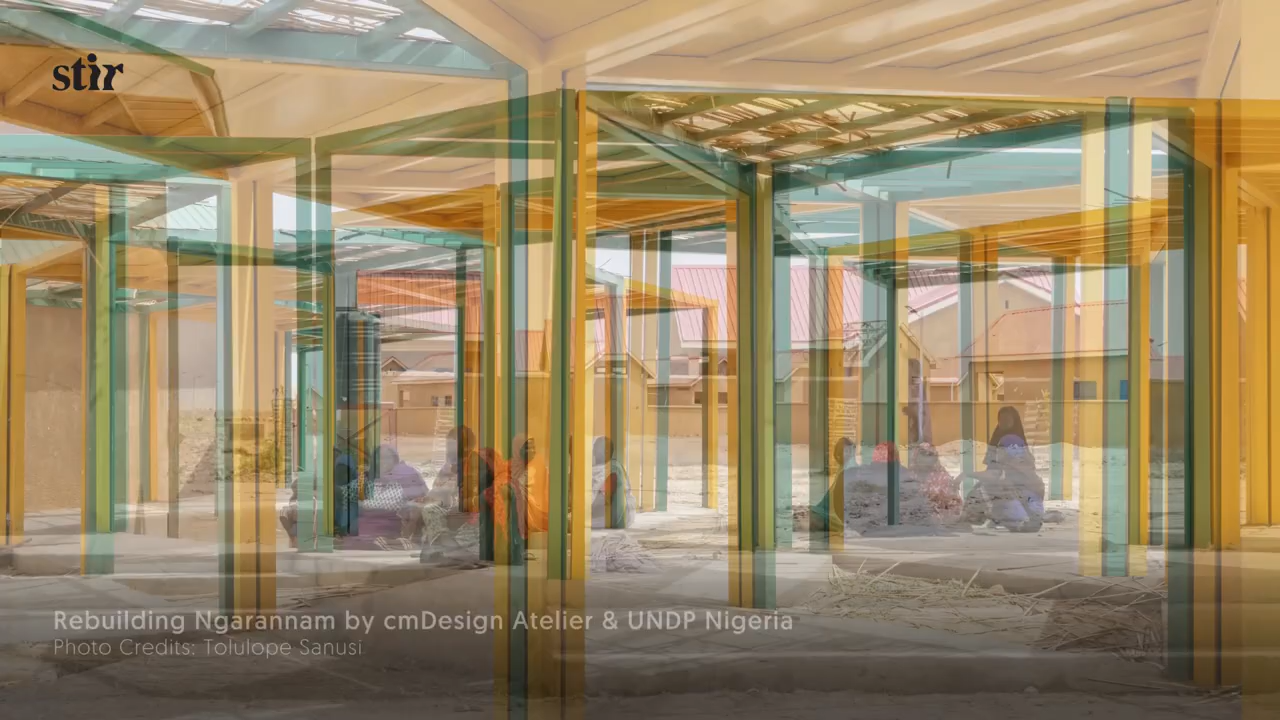 stir
Rebuilding Ngarannam by cmDesign Atelier & UNDP Nigeria
Photo Credits: Tolulope Sanusi